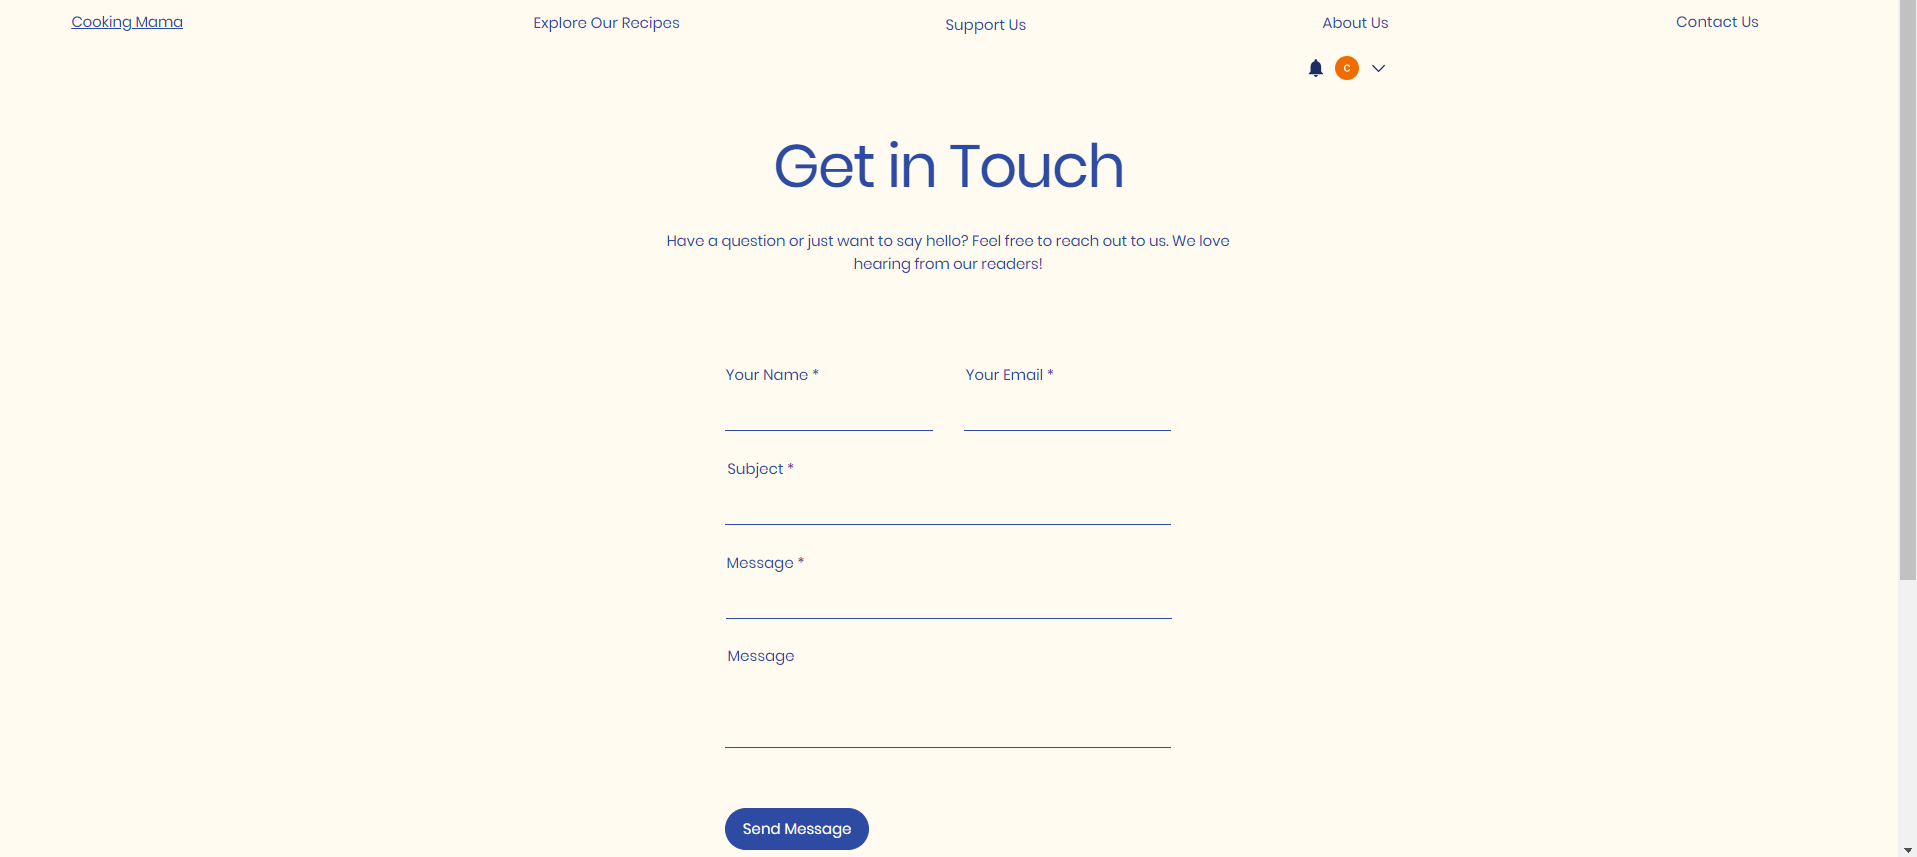 Cooking Mama
Explore Our Recipes
Support Us
About Us
Contact Us
C
Get in Touch
Have a question or just want to say hello? Feel free to reach out to us. We love
hearing from our readers!
Your Name *
Your Email *
Subject *
Message *
Message
Send Message